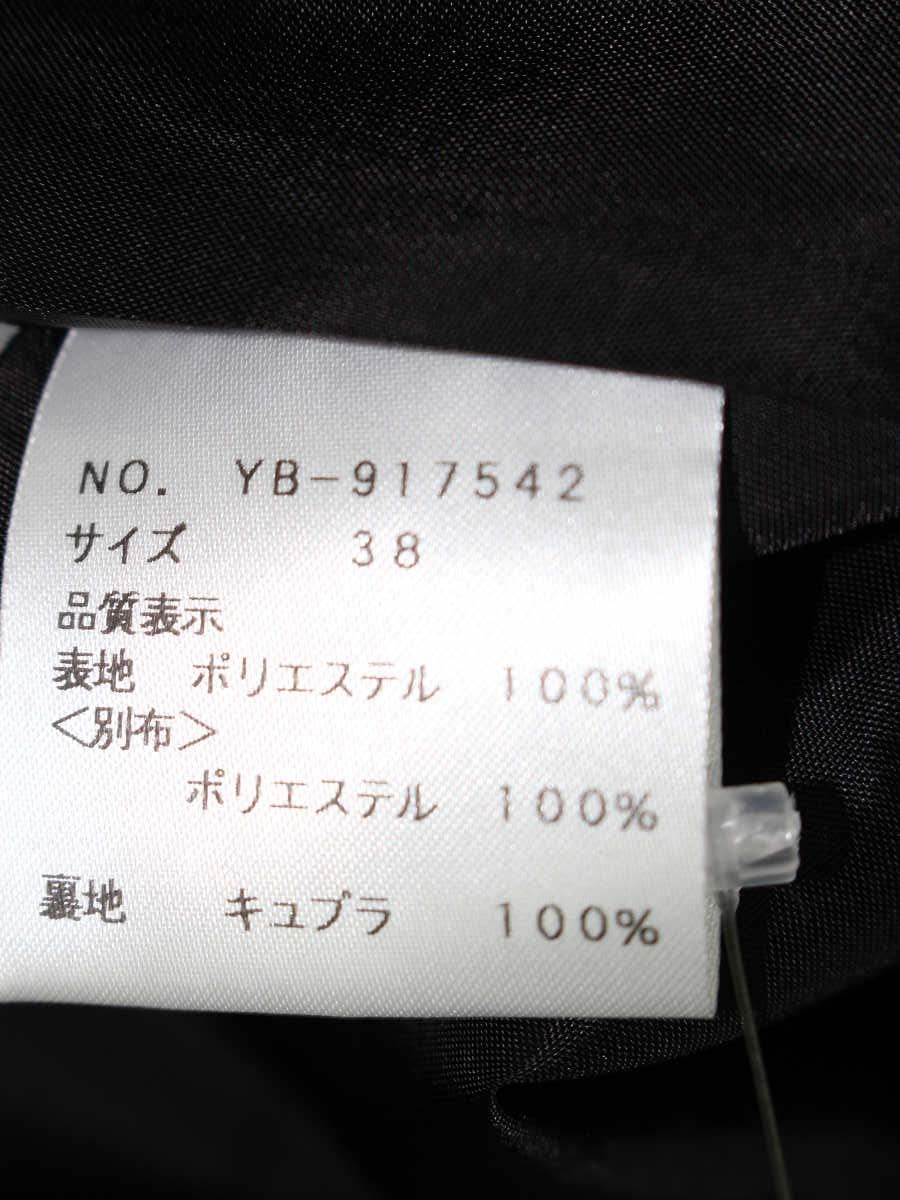 NO. YB-917542
サイズ 38
品質表示
表地 ポリエステル 100%
<別布>
ポリエステル 100%
裏地 キュプラ 100%